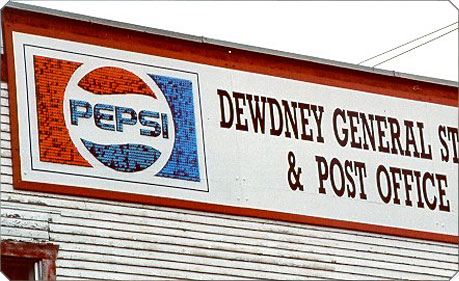 PEPSI
DEWDNEY GENERAL ST
& POST OFFICE